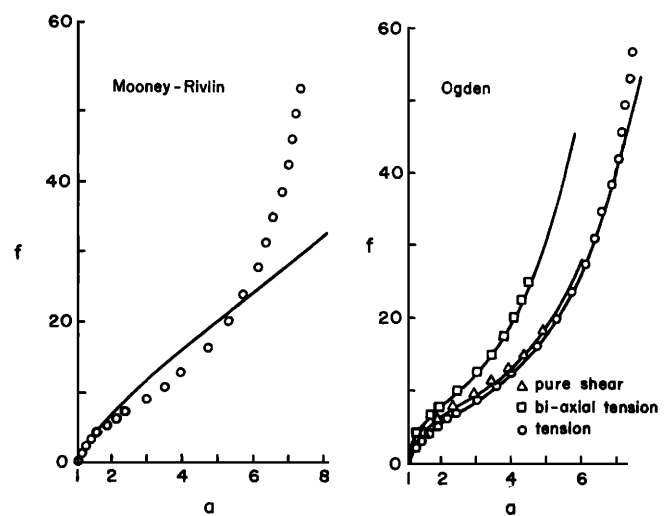 60
Mooney-Rivlin
40
f
20
0
1 2 4 6 8
a
60
Ogden
40
f
20
△ pure shear
□ bi-axial tension
○ tension
0
1 2 4 6
a